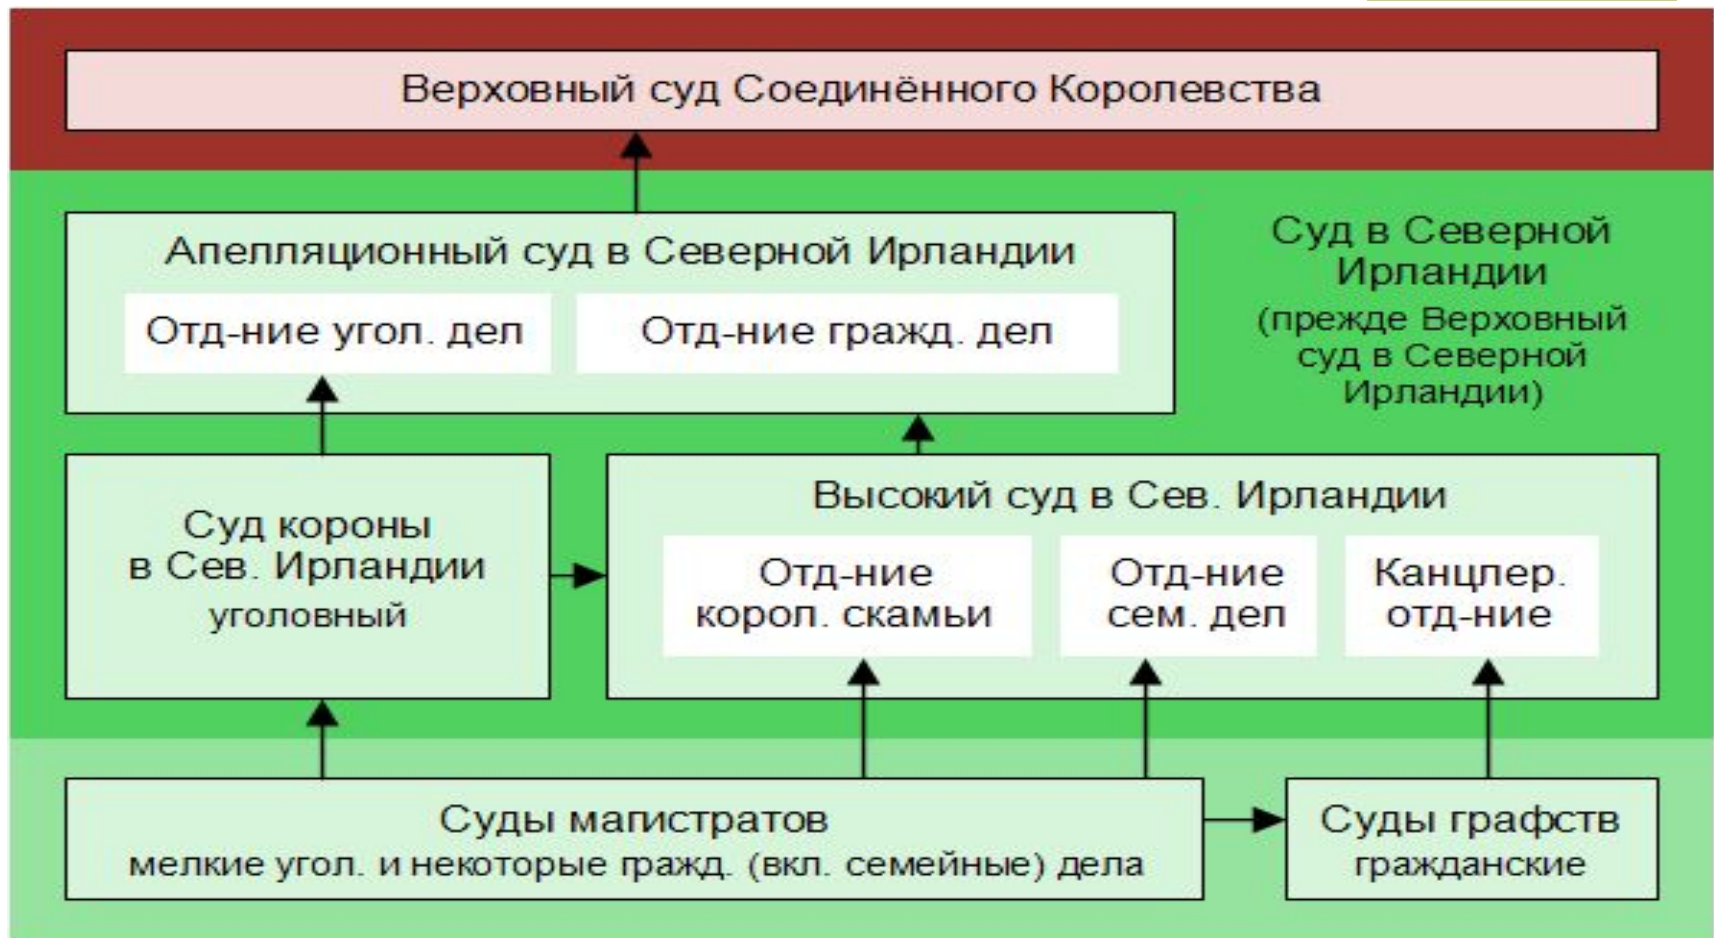 Верховный суд Соединённого Королевства
Апелляционный суд в Северной Ирландии
Отд-ние угол. дел
Отд-ние гражд. дел
Суд в Северной
Ирландии
(прежде Верховный
суд в Северной
Ирландии)
Суд короны
в Сев. Ирландии
уголовный
Высокий суд в Сев. Ирландии
Отд-ние
корол. скамьи
Отд-ние
сем. дел
Канцлер.
отд-ние
Суды магистратов
мелкие угол. и некоторые гражд. (вкл. семейные) дела
Суды графств
гражданские